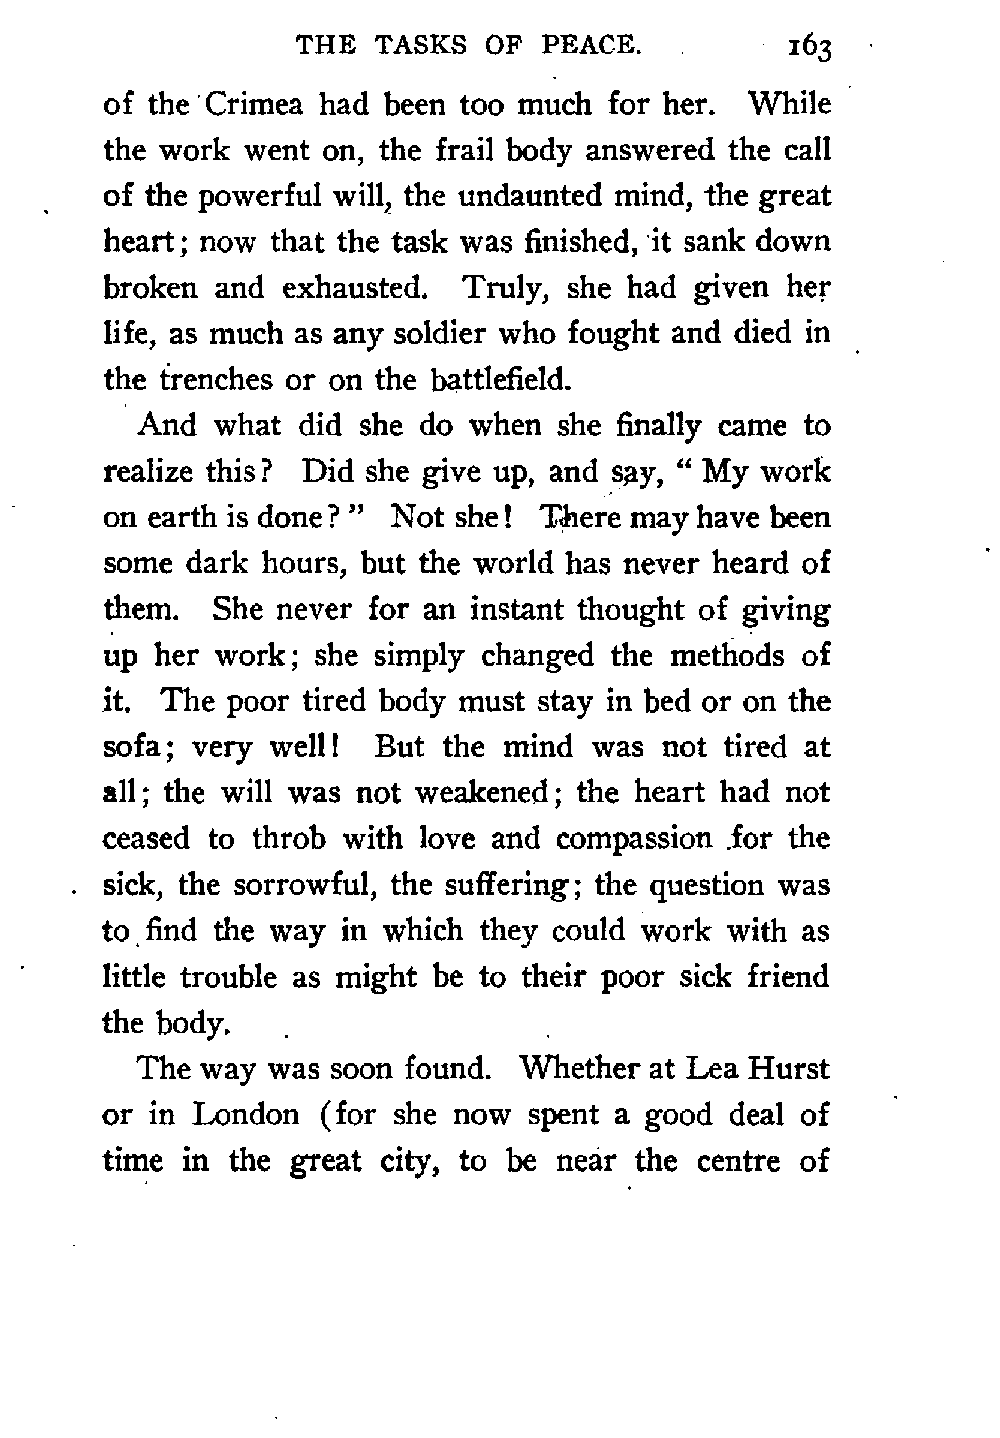 THE TASKS OF PEACE. 163
of the Crimea had been too much for her. While
the work went on, the frail body answered the call
of the powerful will, the undaunted mind, the great
heart; now that the task was finished, it sank down
broken and exhausted. Truly, she had given her
life, as much as any soldier who fought and died in
the trenches or on the battlefield.
And what did she do when she finally came to
realize this? Did she give up, and say, “ My work
on earth is done? ” Not she! There may have been
some dark hours, but the world has never heard of
them. She never for an instant thought of giving
up her work; she simply changed the methods of
it. The poor tired body must stay in bed or on the
sofa; very well! But the mind was not tired at
all; the will was not weakened; the heart had not
ceased to throb with love and compassion for the
sick, the sorrowful, the suffering; the question was
to find the way in which they could work with as
little trouble as might be to their poor sick friend
the body.
The way was soon found. Whether at Lea Hurst
or in London (for she now spent a good deal of
time in the great city, to be near the centre of